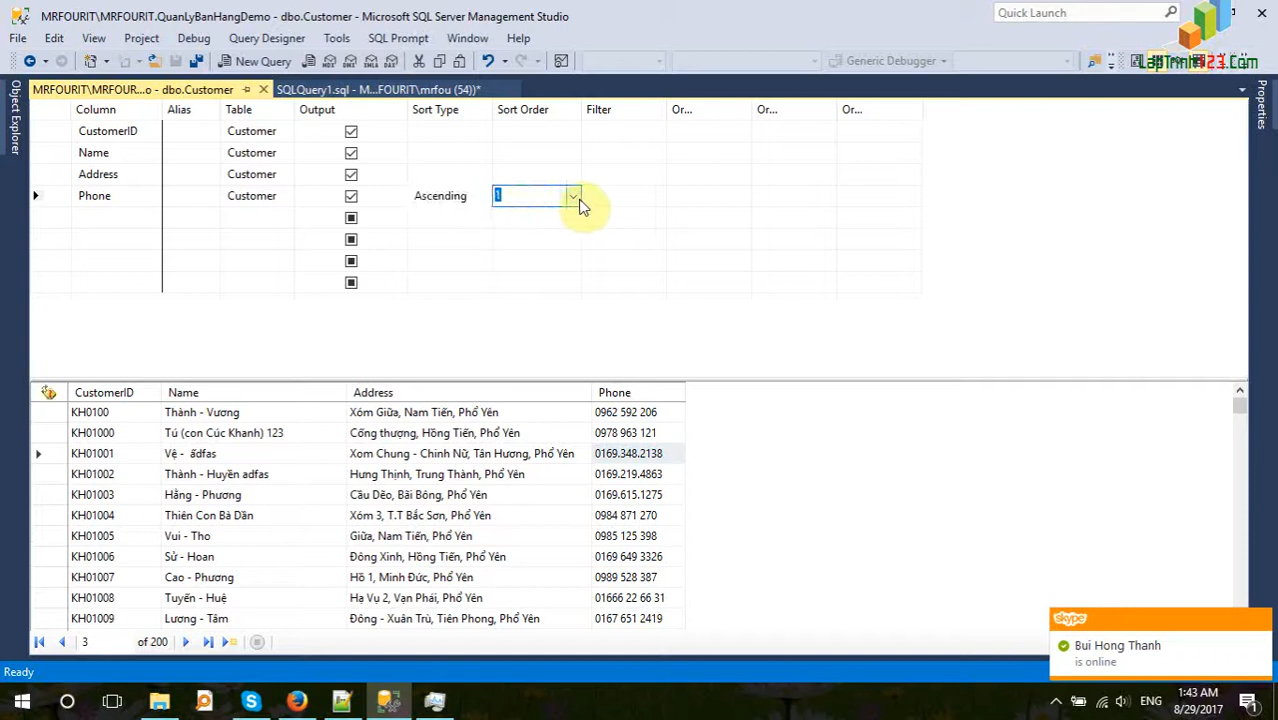 MRFOURIT\MRFOURIT.QuanLyBanHangDemo - dbo.Customer - Microsoft SQL Server Management Studio
Quick Launch
File Edit View Project Debug Query Designer Tools SQL Prompt Window Help
New Query
Generic Debugger
LapTrinh123.Com
MRFOURIT\MRFOUR...o - dbo.Customer
SQLQuery1.sql - M...FOURIT\mrfou (54))*
Object Explorer
Properties
Column Alias Table Output Sort Type Sort Order Filter Or... Or... Or...
CustomerID Customer
Name Customer
Address Customer
Phone Customer Ascending 1
CustomerID Name Address Phone
KH0100 Thành - Vương Xóm Giữa, Nam Tiến, Phổ Yên 0962 592 206
KH01000 Tú (con Cúc Khanh) 123 Cống thượng, Hồng Tiến, Phổ Yên 0978 963 121
KH01001 Vệ - ãdfas Xom Chung - Chinh Nữ, Tân Hương, Phổ Yên 0169.348.2138
KH01002 Thành - Huyền adfas Hưng Thịnh, Trung Thành, Phổ Yên 0169.219.4863
KH01003 Hằng - Phương Cầu Dẽo, Bãi Bông, Phổ Yên 0169.615.1275
KH01004 Thiên Con Bà Dần Xóm 3, T.T Bắc Sơn, Phổ Yên 0984 871 270
KH01005 Vui - Tho Giữa, Nam Tiến, Phổ Yên 0985 125 398
KH01006 Sử - Hoan Đông Xinh, Hồng Tiến, Phổ Yên 0169 649 3326
KH01007 Cao - Phương Hồ 1, Minh Đức, Phổ Yên 0989 528 387
KH01008 Tuyến - Huệ Hạ Vụ 2, Vạn Phái, Phổ Yên 01666 22 66 31
KH01009 Lương - Tâm Đông - Xuân Trù, Tiên Phong, Phổ Yên 0167 651 2419
3 of 200
skype
Bui Hong Thanh
is online
Ready
ENG
1:43 AM
8/29/2017
1